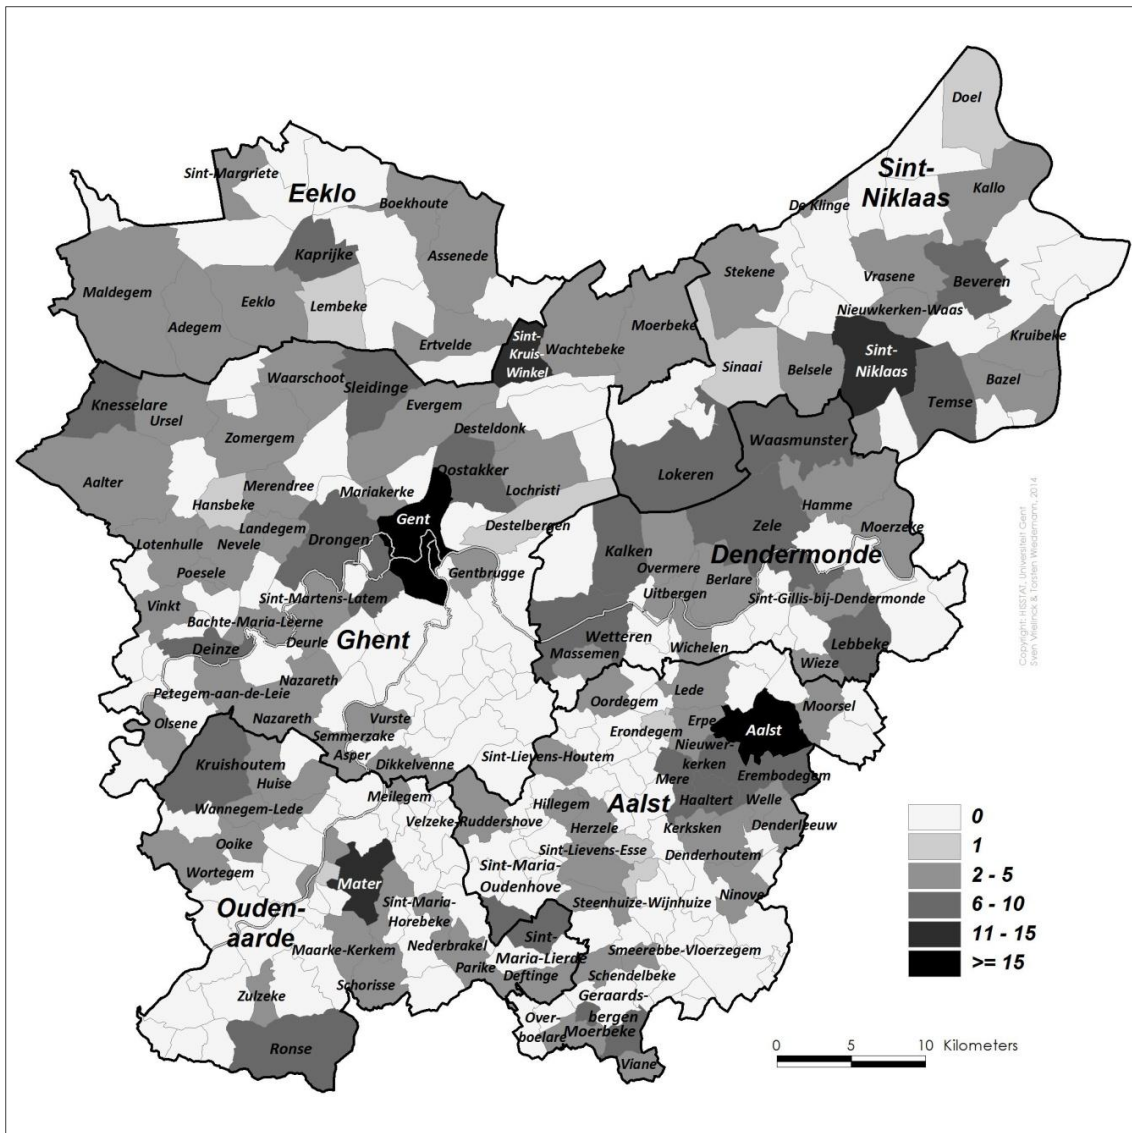 Doel
Sint-Margriete
Eeklo
Sint-
Niklaas
Kallo
Boekhoute
De Klinge
Kaprijke
Assenede
Stekene
Vrasene
Beveren
Maldegem
Eeklo
Lembeke
Nieuwkerken-Waas
Adegem
Moerbeke
Kruibeke
Ertvelde
Sint-
Kruis-
Winkel
Wachtebeke
Sint-
Niklaas
Sinaai
Belsele
Bazel
Waarschoot
Sleidinge
Temse
Knesselare
Ursel
Evergem
Zomergem
Desteldonk
Waasmunster
Oostakker
Lokeren
Aalter
Merendree
Mariakerke
Lochristi
Hansbeke
Hamme
Gent
Destelbergen
Zele
Moerzeke
Landegem
Drongen
Lotenhulle
Nevele
Kalken
Dendermonde
Poesele
Gentbrugge
Overmere
Berlare
Uitbergen
Sint-Gillis-bij-Dendermonde
Sint-Martens-Latem
Vinkt
Bachte-Maria-Leerne
Deurle
Ghent
Wetteren
Wichelen
Lebbeke
Deinze
Massemen
Wieze
Nazareth
Petegem-aan-de-Leie
Lede
Oordegem
Moorsel
Olsene
Nazareth
Vurste
Semmerzake
Erpe
Erondegem
Aalst
Asper
Dikkelvenne
Sint-Lievens-Houtem
Nieuwer-
kerken
Kruishoutem
Huise
Mere
Erembodegem
Meilegem
Haaltert
Welle
Wannegem-Lede
Hillegem
Aalst
Velzeke-Ruddershove
Herzele
Kerksken
Denderleeuw
Ooike
Sint-Lievens-Esse
Denderhoutem
Wortegem
Mater
Sint-Maria-
Oudenhove
Ninove
Ouden-
aarde
Sint-Maria-
Horebeke
Steenhuize-Wijnhuize
Maarke-Kerkem
Nederbrakel
Sint-
Maria-Lierde
Smeerebbe-Vloerzegem
Parike
Deftinge
Schendelbeke
Schorisse
Zulzeke
Geraards-
bergen
Over-
boelare
Moerbeke
Ronse
Viane
0
1
2 - 5
6 - 10
11 - 15
>= 15
0 5 10 Kilometers
Copyright: HISSTAT, Universiteit Gent
Sven Vrielinck & Torsten Wiedemann, 2014